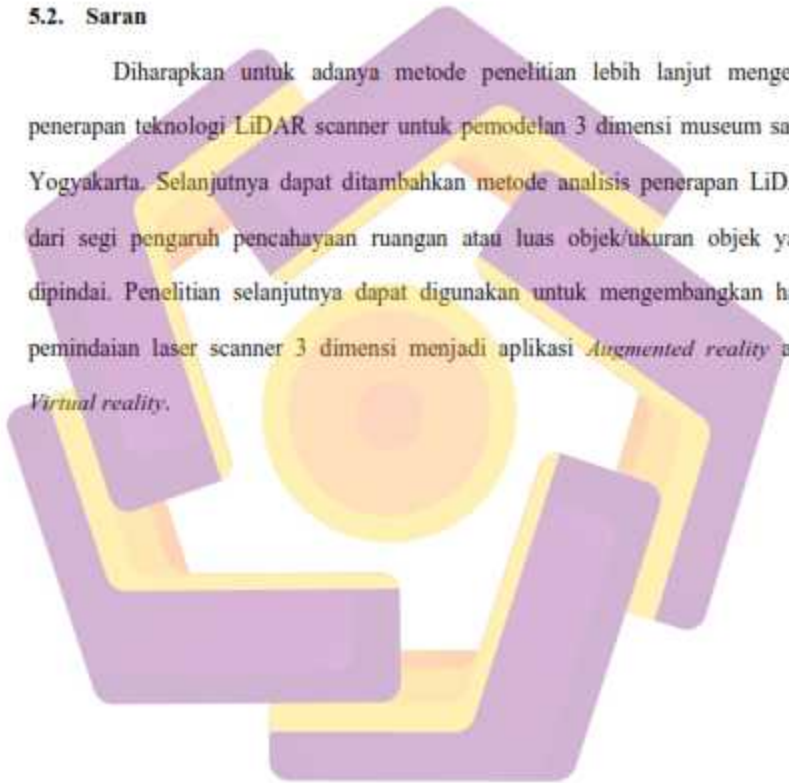 5.2. Saran
Diharapkan untuk adanya metode penelitian lebih lanjut menge
penerapan teknologi LiDAR scanner untuk pemodelan 3 dimensi museum sa
Yogyakarta. Selanjutnya dapat ditambahkan metode analisis penerapan LiD
dari segi pengaruh pencahayaan ruangan atau luas objek/ukuran objek ya
dipindai. Penelitian selanjutnya dapat digunakan untuk mengembangkan ha
pemindaian laser scanner 3 dimensi menjadi aplikasi Augmented reality a
Virtual reality.